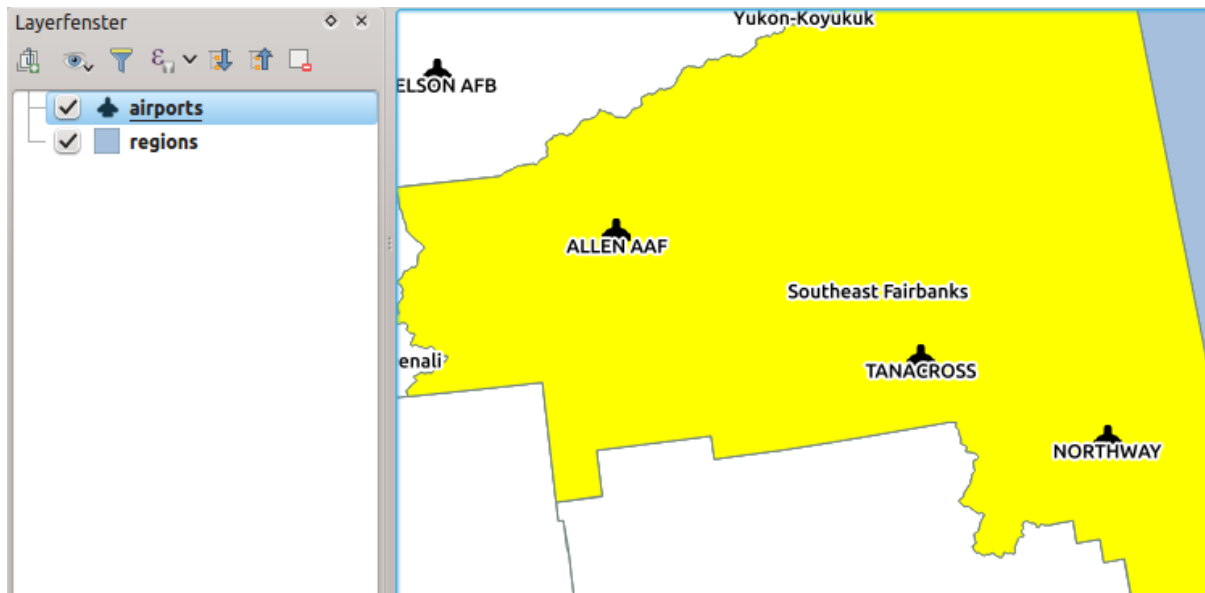 Layerfenster
airports
regions
Yukon-Koyukuk
ELSON AFB
ALLEN AAF
Southeast Fairbanks
enali
TANACROSS
NORTHWAY